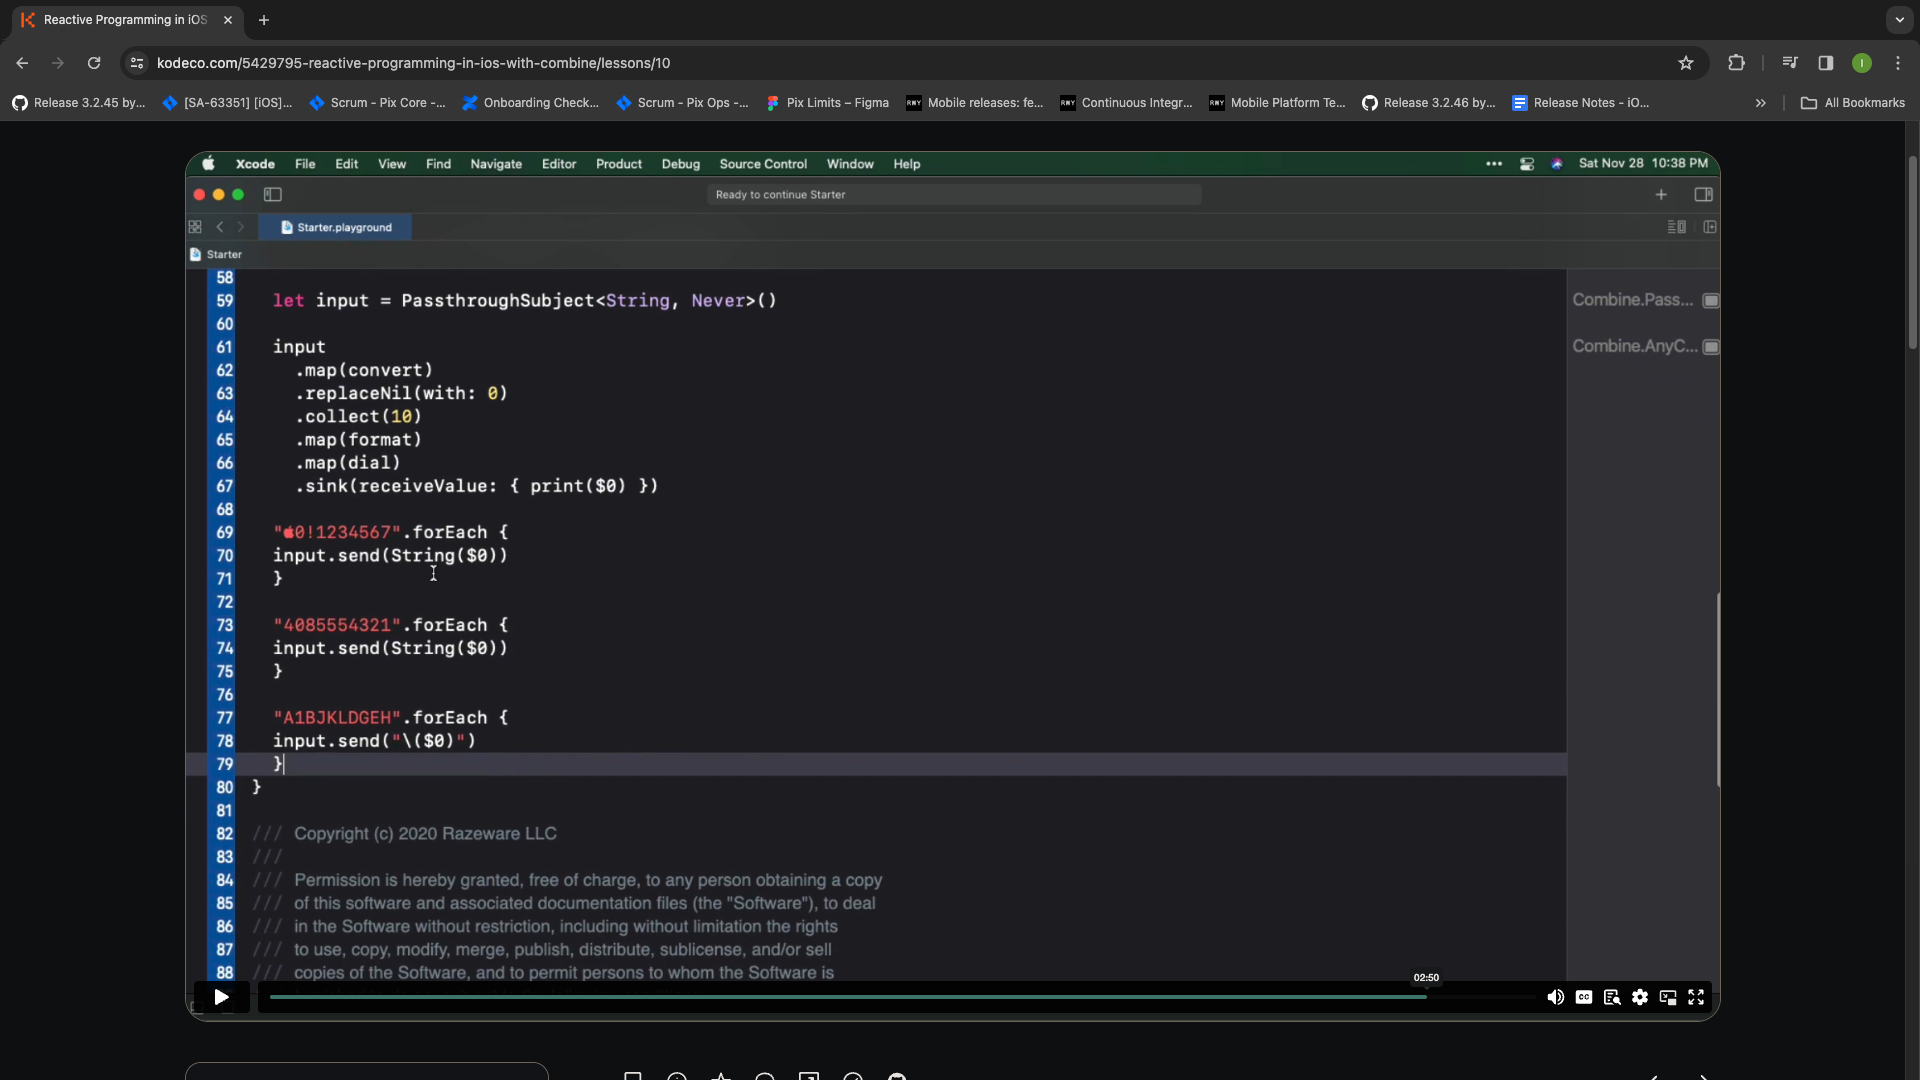 Reactive Programming in iOS
kodeco.com/5429795-reactive-programming-in-ios-with-combine/lessons/10
I
Release 3.2.45 by...
[SA-63351] [iOS]...
Scrum - Pix Core -...
Onboarding Check...
Scrum - Pix Ops -...
Pix Limits – Figma
RWY
Mobile releases: fe...
RWY
Continuous Integr...
RWY
Mobile Platform Te...
Release 3.2.46 by...
Release Notes - iO...
»
All Bookmarks
Xcode File Edit View Find Navigate Editor Product Debug Source Control Window Help
Sat Nov 28 10:38 PM
Ready to continue Starter
Starter.playground
Starter
58
59 let input = PassthroughSubject<String, Never>()
Combine.Pass...
60
61 input
Combine.AnyC...
62 .map(convert)
63 .replaceNil(with: 0)
64 .collect(10)
65 .map(format)
66 .map(dial)
67 .sink(receiveValue: { print($0) })
68
69 "0!1234567".forEach {
70 input.send(String($0))
71 }
72
73 "4085554321".forEach {
74 input.send(String($0))
75 }
76
77 "A1BJKLDGEH".forEach {
78 input.send("\($0)")
79 }
80 }
81
82 /// Copyright (c) 2020 Razeware LLC
83 ///
84 /// Permission is hereby granted, free of charge, to any person obtaining a copy
85 /// of this software and associated documentation files (the "Software"), to deal
86 /// in the Software without restriction, including without limitation the rights
87 /// to use, copy, modify, merge, publish, distribute, sublicense, and/or sell
88 /// copies of the Software, and to permit persons to whom the Software is
02:50
CC